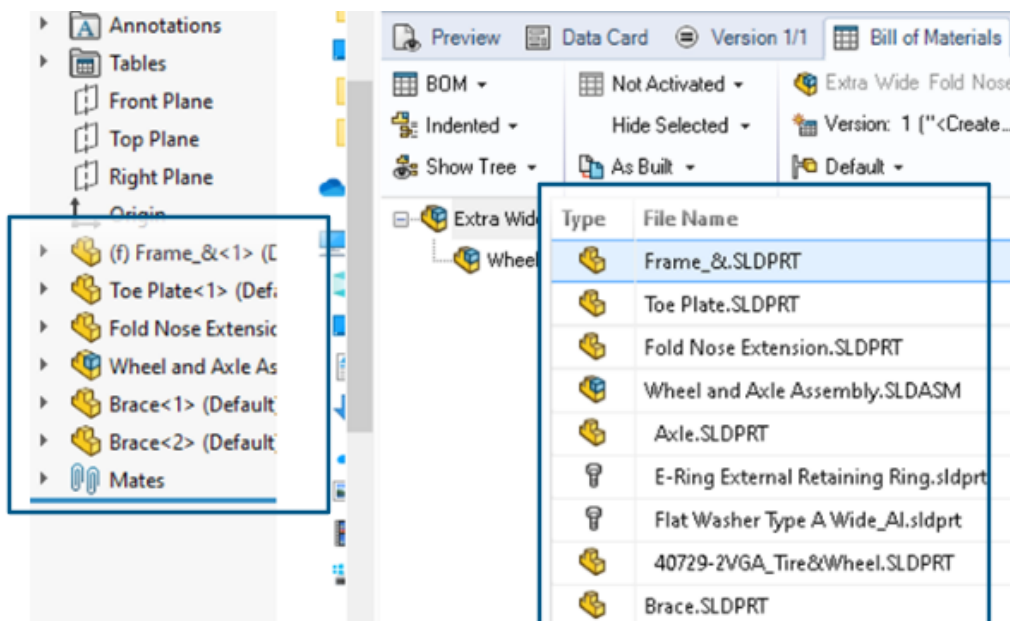 Annotations
Tables
Front Plane
Top Plane
Right Plane
Origin
(f) Frame_&<1> (D
Toe Plate<1> (Defa
Fold Nose Extensio
Wheel and Axle As
Brace<1> (Default
Brace<2> (Default
Mates
Preview Data Card Version 1/1 Bill of Materials
BOM Not Activated Extra Wide Fold Nose
Indented Hide Selected Version: 1 ("<Create...
Show Tree As Built Default
Extra Wid
Wheel
Type File Name
Frame_&.SLDPRT
Toe Plate.SLDPRT
Fold Nose Extension.SLDPRT
Wheel and Axle Assembly.SLDASM
Axle.SLDPRT
E-Ring External Retaining Ring.sldprt
Flat Washer Type A Wide_AI.sldprt
40729-2VGA_Tire&Wheel.SLDPRT
Brace.SLDPRT